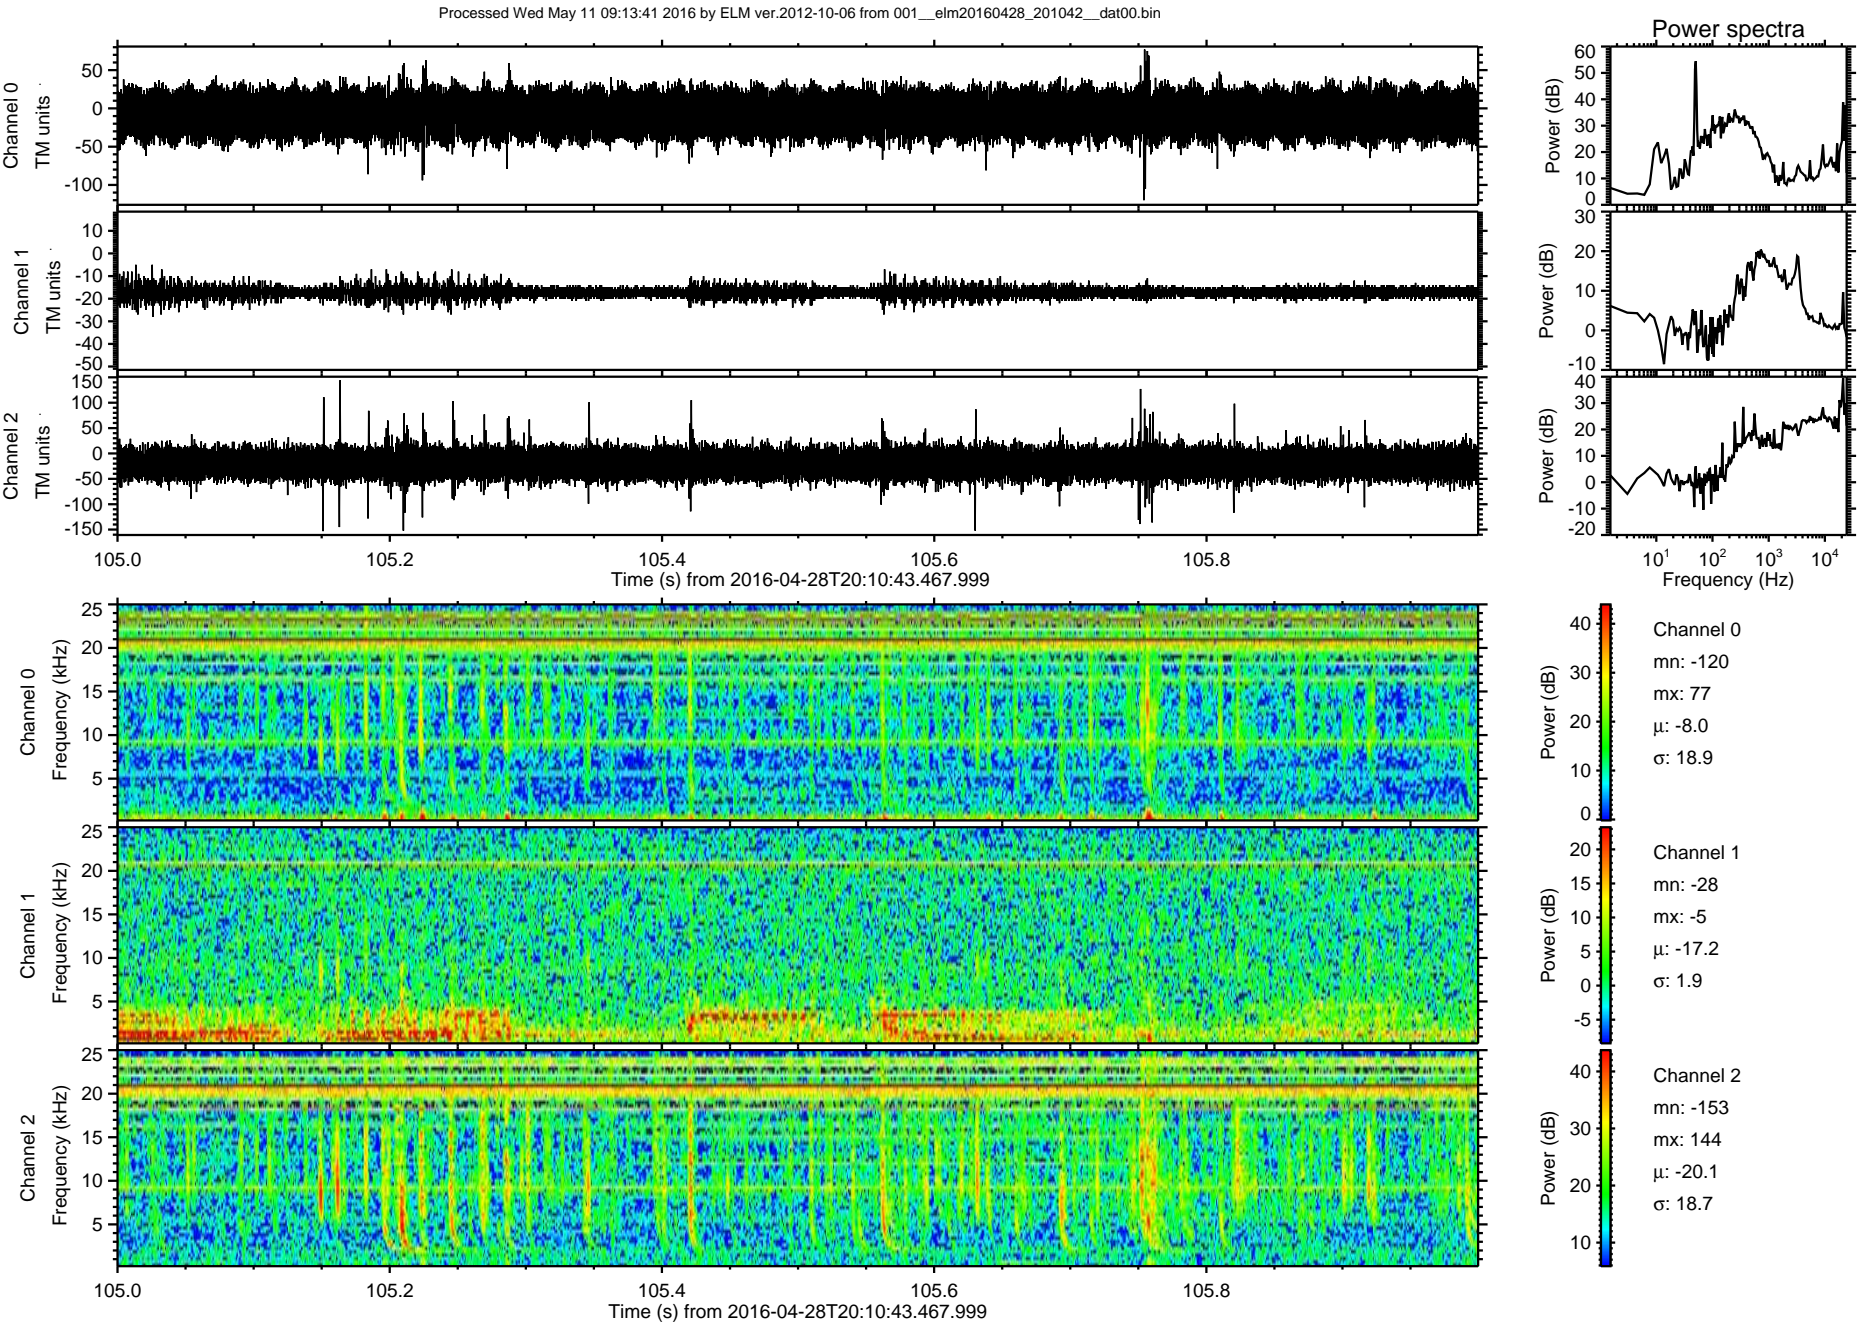 Processed Wed May 11 09:13:41 2016 by ELM ver.2012-10-06 from 001__elm20160428_201042__dat00.bin
Power spectra
Channel 0
TM units
50
0
-50
-100
Power (dB)
60
50
40
30
20
10
0
Channel 1
TM units
10
0
-10
-20
-30
-40
-50
Power (dB)
30
20
10
0
-10
Channel 2
TM units
150
100
50
0
-50
-100
-150
Power (dB)
40
30
20
10
0
-10
-20
105.0 105.2 105.4 105.6 105.8
Time (s) from 2016-04-28T20:10:43.467.999
10¹ 10² 10³ 10⁴
Frequency (Hz)
Channel 0
Frequency (kHz)
25
20
15
10
5
Power (dB)
40
30
20
10
0
Channel 0
mn: -120
mx: 77
μ: -8.0
σ: 18.9
Channel 1
Frequency (kHz)
25
20
15
10
5
Power (dB)
20
15
10
5
0
-5
Channel 1
mn: -28
mx: -5
μ: -17.2
σ: 1.9
Channel 2
Frequency (kHz)
25
20
15
10
5
Power (dB)
40
30
20
10
Channel 2
mn: -153
mx: 144
μ: -20.1
σ: 18.7
105.0 105.2 105.4 105.6 105.8
Time (s) from 2016-04-28T20:10:43.467.999